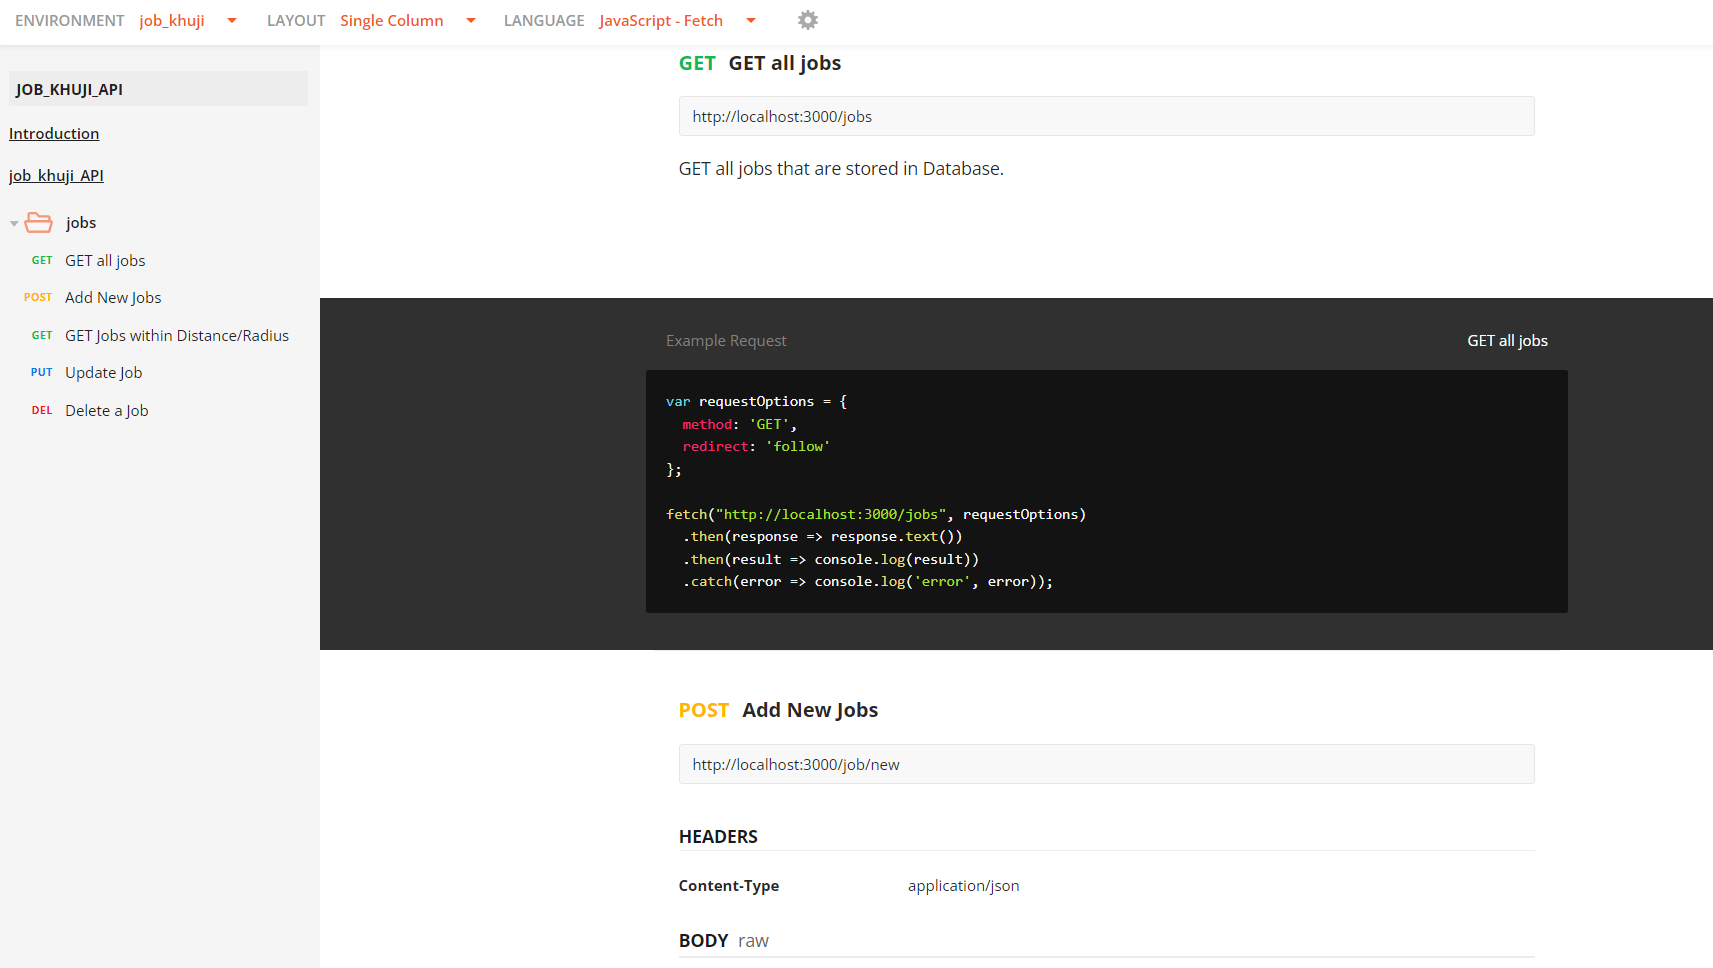 ENVIRONMENT job_khuji LAYOUT Single Column LANGUAGE JavaScript - Fetch
JOB_KHUJI_API
Introduction
job_khuji_API
jobs
GET GET all jobs
POST Add New Jobs
GET GET Jobs within Distance/Radius
PUT Update Job
DEL Delete a Job
GET GET all jobs
http://localhost:3000/jobs
GET all jobs that are stored in Database.
Example Request GET all jobs
var requestOptions = {
  method: 'GET',
  redirect: 'follow'
};
fetch("http://localhost:3000/jobs", requestOptions)
  .then(response => response.text())
  .then(result => console.log(result))
  .catch(error => console.log('error', error));
POST Add New Jobs
http://localhost:3000/job/new
HEADERS
Content-Type application/json
BODY raw